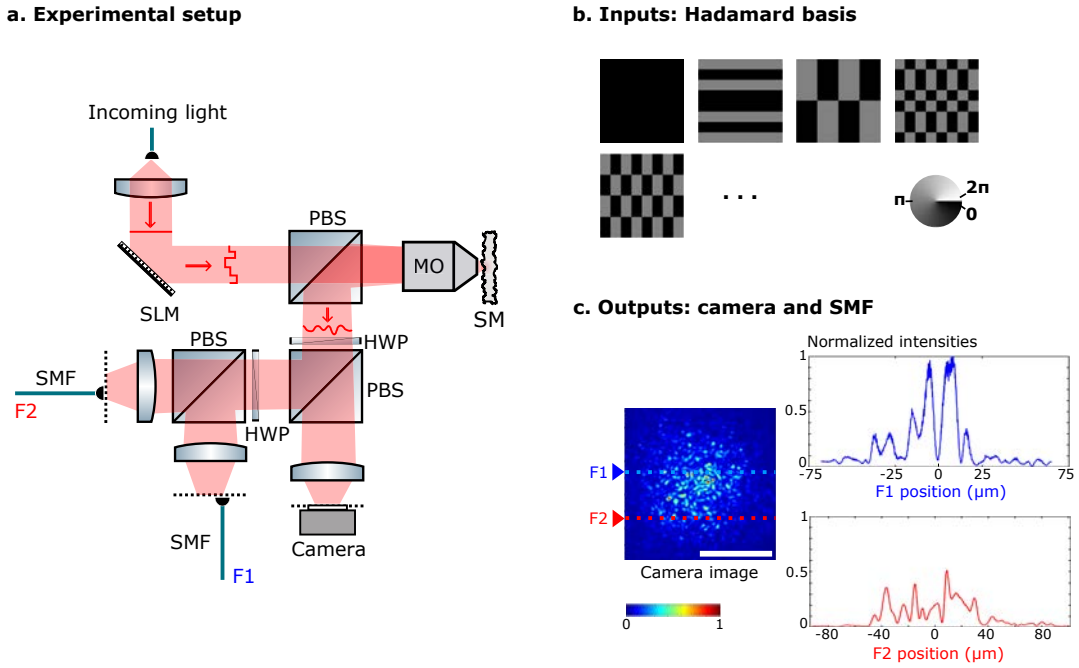 a. Experimental setup
Incoming light
PBS
MO
SLM
SM
PBS
HWP
SMF
PBS
F2
HWP
SMF
Camera
F1
b. Inputs: Hadamard basis
. . .
π
2π
0
c. Outputs: camera and SMF
Normalized intensities
1
0.5
0
-75
-25
0
25
75
F1 position (μm)
F1
F2
Camera image
0
1
1
0.5
0
-80
-40
0
40
80
F2 position (μm)